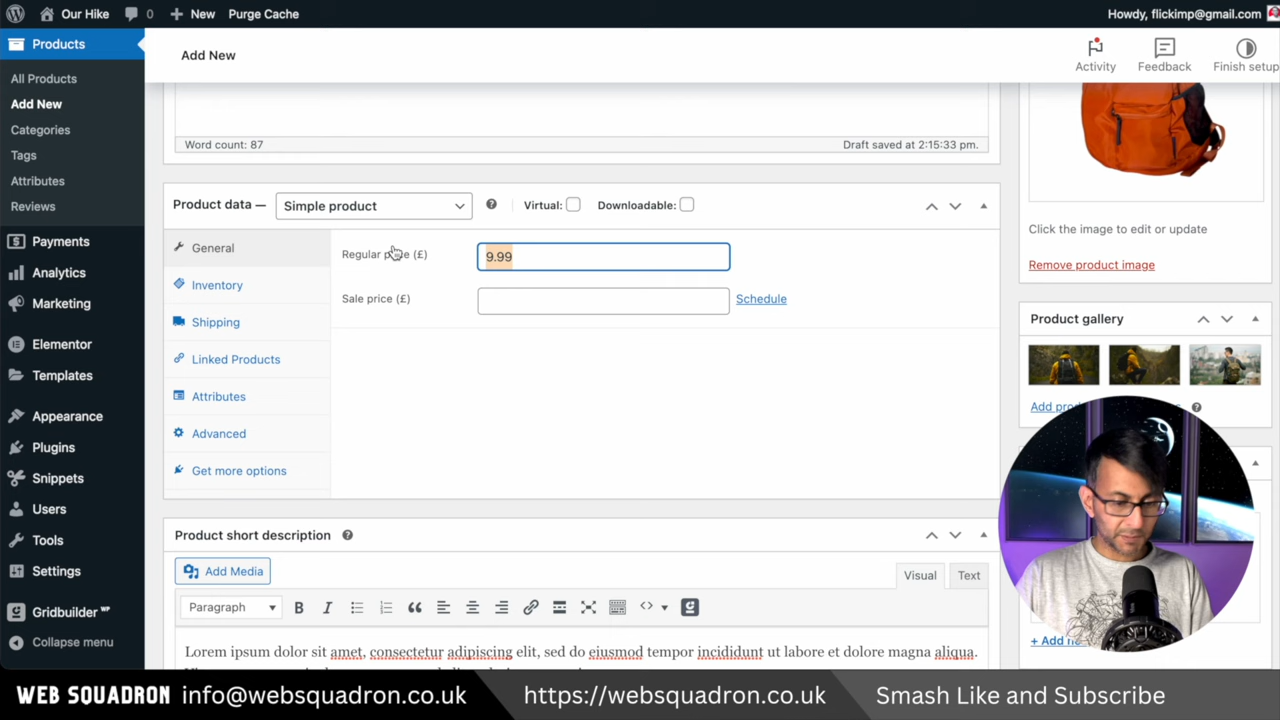 Our Hike
0
New
Purge Cache
Howdy, flickimp@gmail.com
Products
All Products
Add New
Categories
Tags
Attributes
Reviews
Payments
Analytics
Marketing
Elementor
Templates
Appearance
Plugins
Snippets
Users
Tools
Settings
Gridbuilder WP
Collapse menu
Add New
Activity
Feedback
Finish setup
Word count: 87
Draft saved at 2:15:33 pm.
Product data —
Simple product
Virtual:
Downloadable:
General
Inventory
Shipping
Linked Products
Attributes
Advanced
Get more options
Regular price (£)
9.99
Sale price (£)
Schedule
Product short description
Add Media
Visual
Text
Paragraph
Lorem ipsum dolor sit amet, consectetur adipiscing elit, sed do eiusmod tempor incididunt ut labore et dolore magna aliqua.
Click the image to edit or update
Remove product image
Product gallery
Add
+ Add
WEB SQUADRON info@websquadron.co.uk
https://websquadron.co.uk
Smash Like and Subscribe